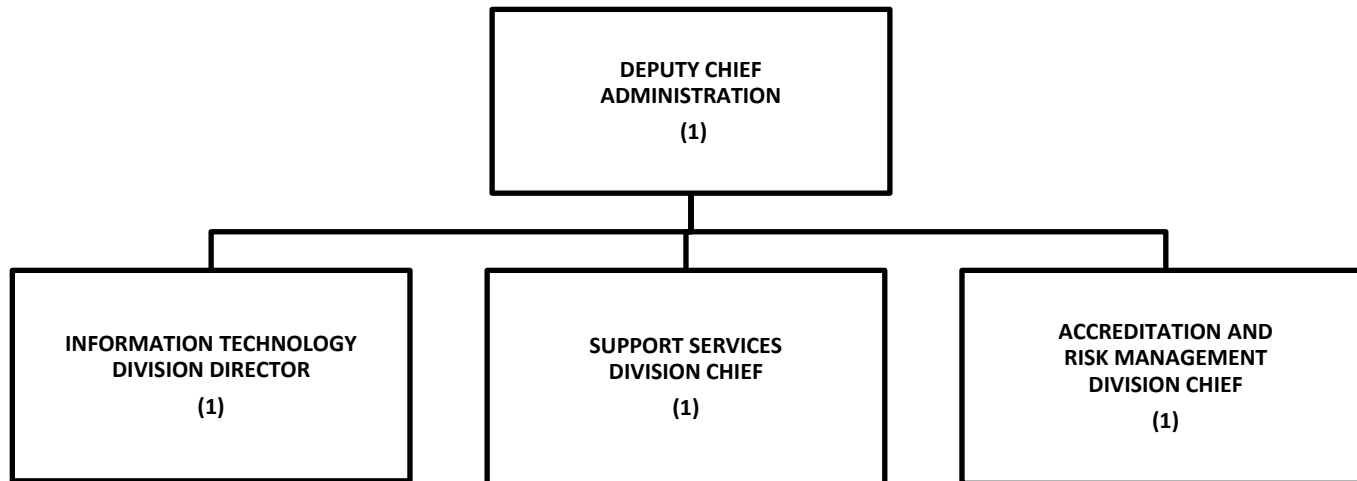 DEPUTY CHIEF
ADMINISTRATION
(1)
INFORMATION TECHNOLOGY
DIVISION DIRECTOR
(1)
SUPPORT SERVICES
DIVISION CHIEF
(1)
ACCREDITATION AND
RISK MANAGEMENT
DIVISION CHIEF
(1)